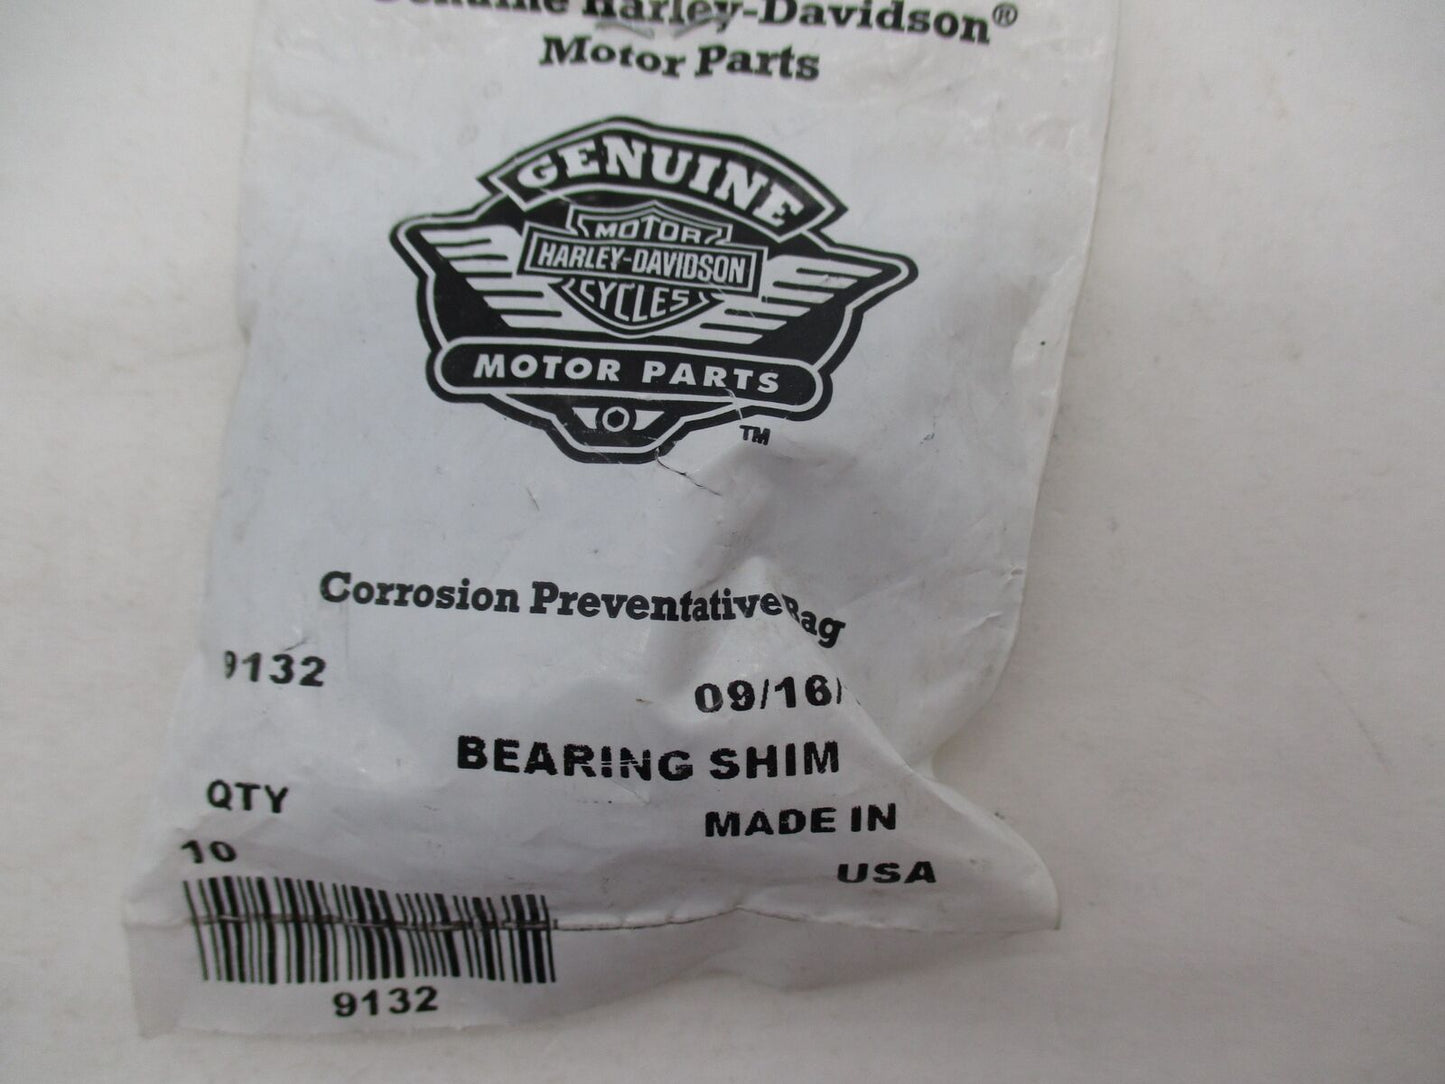 Genuine Harley-Davidson®
Motor Parts
GENUINE
MOTOR
HARLEY-DAVIDSON
CYCLES
MOTOR PARTS
TM
Corrosion Preventative Bag
9132
09/16/
BEARING SHIM
QTY
MADE IN
10
USA
9132